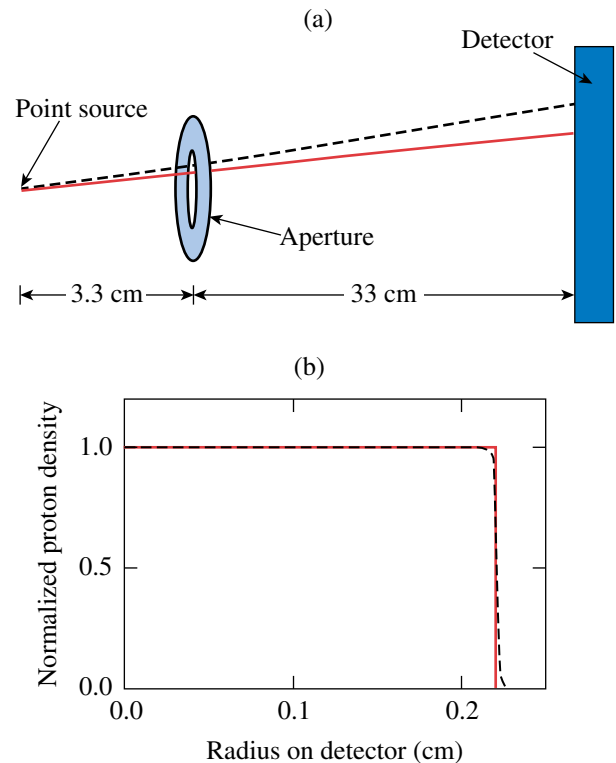 (a)
Detector
Point source
Aperture
3.3 cm
33 cm
(b)
Normalized proton density
1.0
0.5
0.0
0.0
0.1
0.2
Radius on detector (cm)